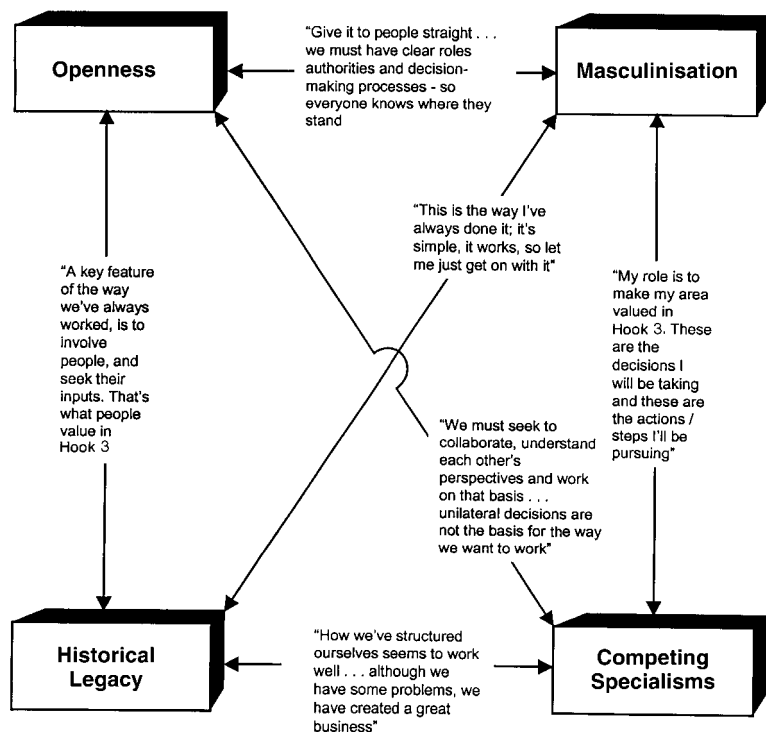 Openness
"Give it to people straight . . .
we must have clear roles
authorities and decision-
making processes - so
everyone knows where they
stand
Masculinisation
"This is the way I've
always done it; it's
simple, it works, so let
me just get on with it"
"A key feature
of the way
we've always
worked, is to
involve
people, and
seek their
inputs. That's
what people
value in
Hook 3
"My role is to
make my area
valued in
Hook 3. These
are the
decisions I
will be taking
and these are
the actions /
steps I'll be
pursuing"
"We must seek to
collaborate, understand
each other's
perspectives and work
on that basis . . .
unilateral decisions are
not the basis for the way
we want to work"
Historical
Legacy
"How we've structured
ourselves seems to work
well . . . although we
have some problems, we
have created a great
business"
Competing
Specialisms